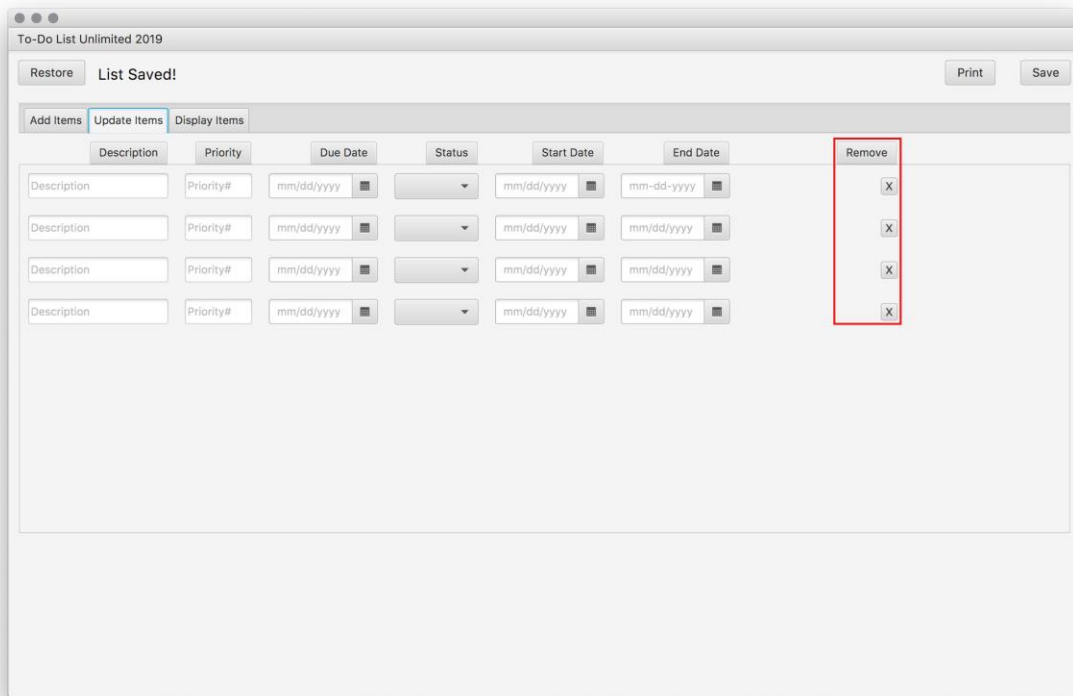 To-Do List Unlimited 2019
Restore List Saved! Print Save
Add Items Update Items Display Items
Description Priority Due Date Status Start Date End Date Remove
Description Priority# mm/dd/yyyy mm/dd/yyyy mm-dd-yyyy X
Description Priority# mm/dd/yyyy mm/dd/yyyy mm/dd/yyyy X
Description Priority# mm/dd/yyyy mm/dd/yyyy mm/dd/yyyy X
Description Priority# mm/dd/yyyy mm/dd/yyyy mm/dd/yyyy X